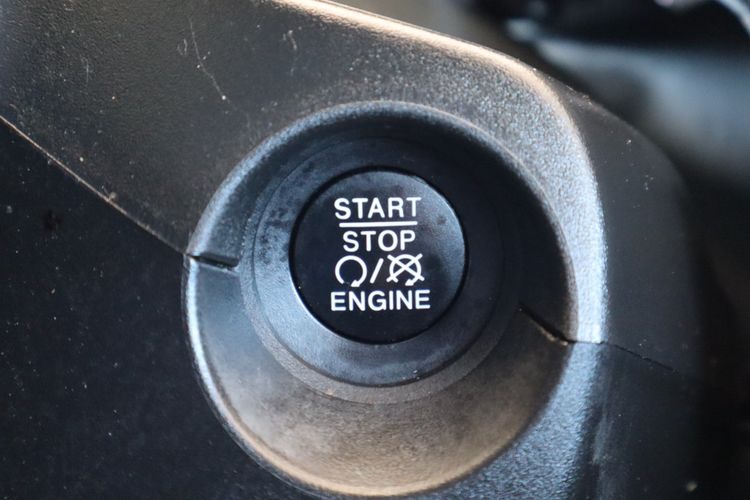 START
STOP
/
ENGINE